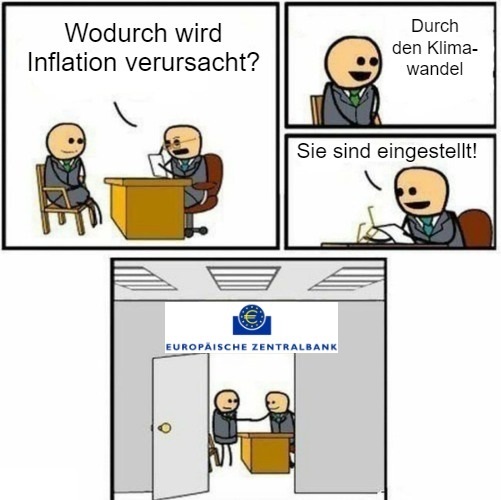 Wodurch wird
Inflation verursacht?
Durch
den Klima-
wandel
Sie sind eingestellt!
EUROPÄISCHE ZENTRALBANK